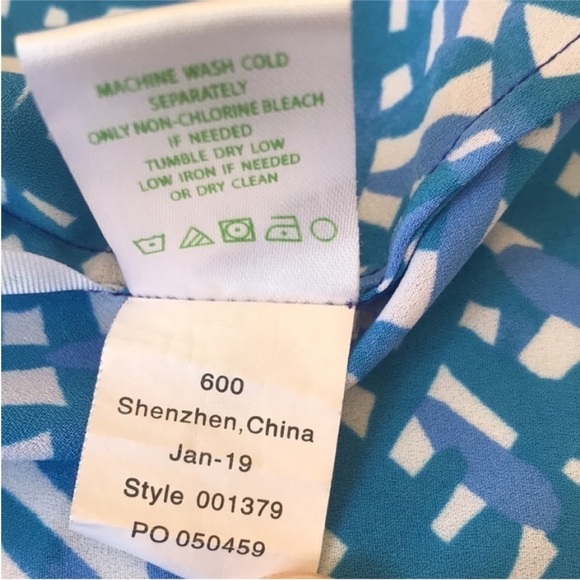 MACHINE WASH COLD
SEPARATELY
ONLY NON-CHLORINE BLEACH
IF NEEDED
TUMBLE DRY LOW
LOW IRON IF NEEDED
OR DRY CLEAN
600
Shenzhen,China
Jan-19
Style 001379
PO 050459